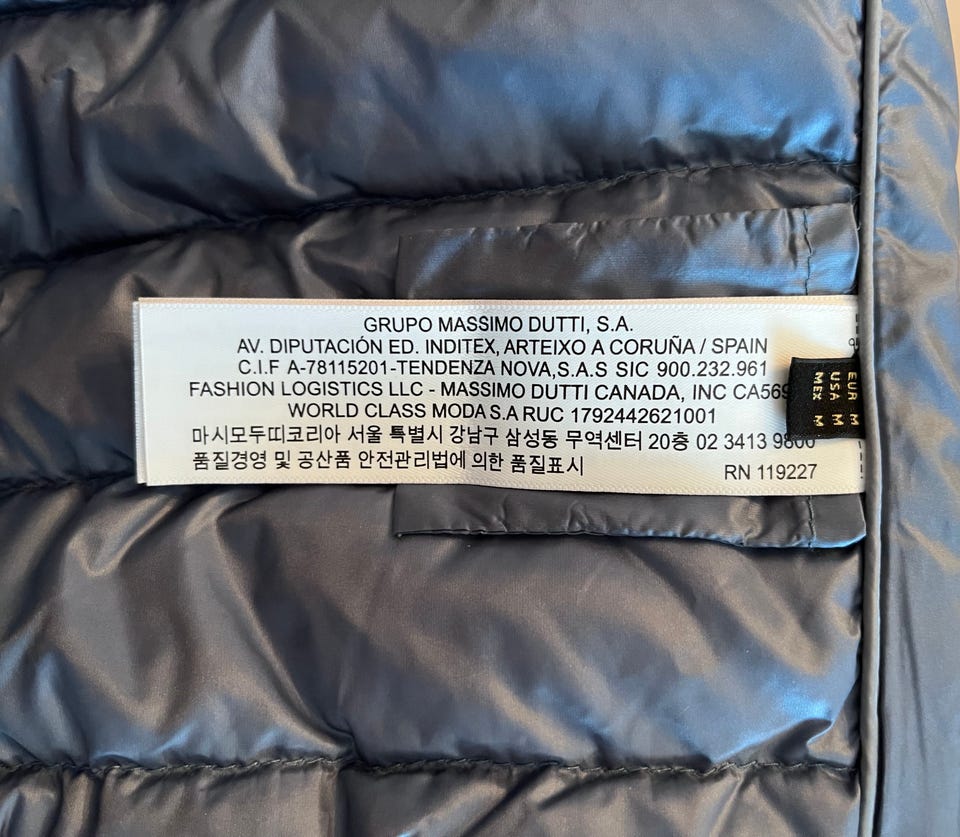 GRUPO MASSIMO DUTTI, S.A.
AV. DIPUTACIÓN ED. INDITEX, ARTEIXO A CORUÑA / SPAIN
C.I.F A-78115201-TENDENZA NOVA,S.A.S SIC 900.232.961
FASHION LOGISTICS LLC - MASSIMO DUTTI CANADA, INC
WORLD CLASS MODA S.A RUC 1792442621001
마시모두띠코리아 서울 특별시 강남구 삼성동 무역센터 20층 02 3413 9800
품질경영 및 공산품 안전관리법에 의한 품질표시
RN 119227
EUR M
USA M
MEX M